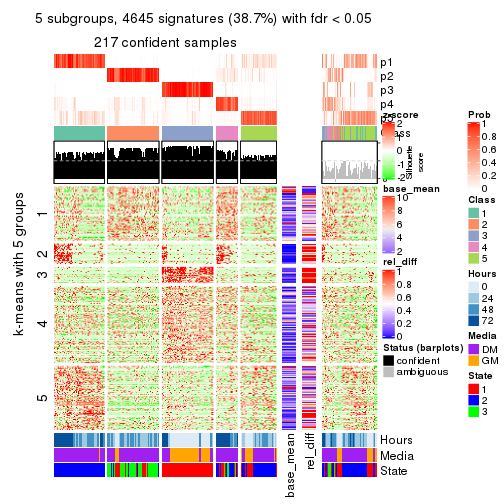 5 subgroups, 4645 signatures (38.7%) with fdr < 0.05
217 confident samples
p1
p2
p3
p4
k-means with 5 groups
1
2
3
4
5
Silhouette
score
z-score
2
1
0
-1
-2
base_mean
10
8
6
4
2
rel_diff
1
0.8
0.6
0.4
0.2
0
Status (barplots)
confident
ambiguous
Prob
1
0.8
0.6
0.4
0.2
0
Class
1
2
3
4
5
Hours
0
24
48
72
Media
DM
GM
State
1
2
3
Hours
Media
State
base_mean
rel_diff